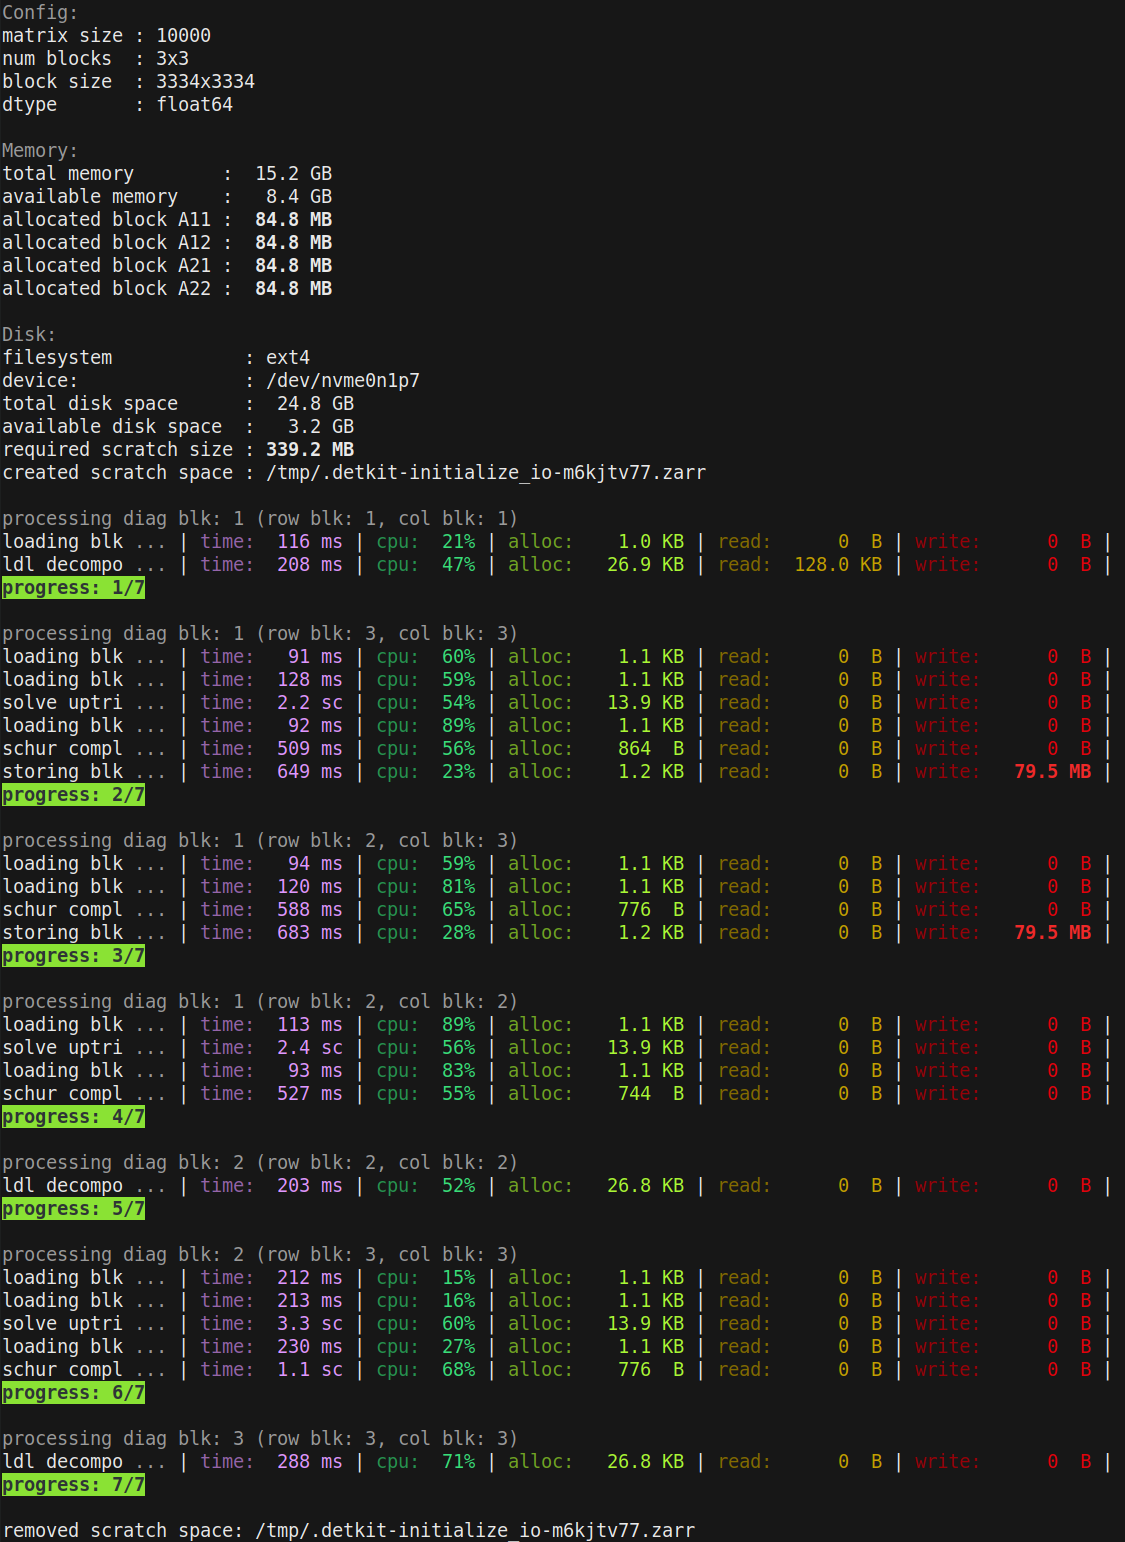 Config:
matrix size : 10000
num blocks  : 3x3
block size  : 3334x3334
dtype       : float64
Memory:
total memory        :  15.2 GB
available memory    :   8.4 GB
allocated block A11 :  84.8 MB
allocated block A12 :  84.8 MB
allocated block A21 :  84.8 MB
allocated block A22 :  84.8 MB
Disk:
filesystem            : ext4
device:               : /dev/nvme0n1p7
total disk space      :  24.8 GB
available disk space  :   3.2 GB
required scratch size : 339.2 MB
created scratch space : /tmp/.detkit-initialize_io-m6kjtv77.zarr
processing diag blk: 1 (row blk: 1, col blk: 1)
loading blk ... | time:  116 ms | cpu:  21% | alloc:    1.0 KB | read:      0  B | write:      0  B |
ldl decompo ... | time:  208 ms | cpu:  47% | alloc:   26.9 KB | read:  128.0 KB | write:      0  B |
progress: 1/7
processing diag blk: 1 (row blk: 3, col blk: 3)
loading blk ... | time:   91 ms | cpu:  60% | alloc:    1.1 KB | read:      0  B | write:      0  B |
loading blk ... | time:  128 ms | cpu:  59% | alloc:    1.1 KB | read:      0  B | write:      0  B |
solve uptri ... | time:  2.2 sc | cpu:  54% | alloc:   13.9 KB | read:      0  B | write:      0  B |
loading blk ... | time:   92 ms | cpu:  89% | alloc:    1.1 KB | read:      0  B | write:      0  B |
schur compl ... | time:  509 ms | cpu:  56% | alloc:    864  B | read:      0  B | write:      0  B |
storing blk ... | time:  649 ms | cpu:  23% | alloc:    1.2 KB | read:      0  B | write:   79.5 MB |
progress: 2/7
processing diag blk: 1 (row blk: 2, col blk: 3)
loading blk ... | time:   94 ms | cpu:  59% | alloc:    1.1 KB | read:      0  B | write:      0  B |
loading blk ... | time:  120 ms | cpu:  81% | alloc:    1.1 KB | read:      0  B | write:      0  B |
schur compl ... | time:  588 ms | cpu:  65% | alloc:    776  B | read:      0  B | write:      0  B |
storing blk ... | time:  683 ms | cpu:  28% | alloc:    1.2 KB | read:      0  B | write:   79.5 MB |
progress: 3/7
processing diag blk: 1 (row blk: 2, col blk: 2)
loading blk ... | time:  113 ms | cpu:  89% | alloc:    1.1 KB | read:      0  B | write:      0  B |
solve uptri ... | time:  2.4 sc | cpu:  56% | alloc:   13.9 KB | read:      0  B | write:      0  B |
loading blk ... | time:   93 ms | cpu:  83% | alloc:    1.1 KB | read:      0  B | write:      0  B |
schur compl ... | time:  527 ms | cpu:  55% | alloc:    744  B | read:      0  B | write:      0  B |
progress: 4/7
processing diag blk: 2 (row blk: 2, col blk: 2)
ldl decompo ... | time:  203 ms | cpu:  52% | alloc:   26.8 KB | read:      0  B | write:      0  B |
progress: 5/7
processing diag blk: 2 (row blk: 3, col blk: 3)
loading blk ... | time:  212 ms | cpu:  15% | alloc:    1.1 KB | read:      0  B | write:      0  B |
loading blk ... | time:  213 ms | cpu:  16% | alloc:    1.1 KB | read:      0  B | write:      0  B |
solve uptri ... | time:  3.3 sc | cpu:  60% | alloc:   13.9 KB | read:      0  B | write:      0  B |
loading blk ... | time:  230 ms | cpu:  27% | alloc:    1.1 KB | read:      0  B | write:      0  B |
schur compl ... | time:  1.1 sc | cpu:  68% | alloc:    776  B | read:      0  B | write:      0  B |
progress: 6/7
processing diag blk: 3 (row blk: 3, col blk: 3)
ldl decompo ... | time:  288 ms | cpu:  71% | alloc:   26.8 KB | read:      0  B | write:      0  B |
progress: 7/7
removed scratch space: /tmp/.detkit-initialize_io-m6kjtv77.zarr